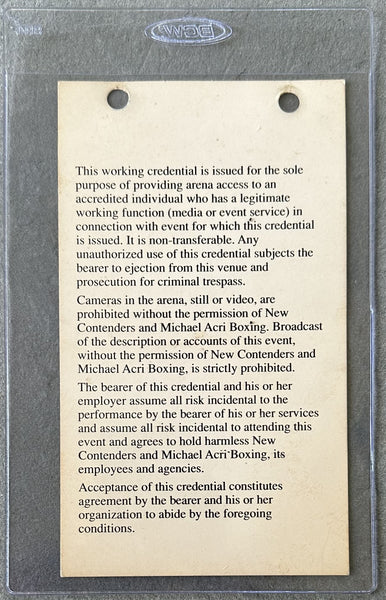 BCW
This working credential is issued for the sole
purpose of providing arena access to an
accredited individual who has a legitimate
working function (media or event service) in
connection with event for which this credential
is issued. It is non-transferable. Any
unauthorized use of this credential subjects the
bearer to ejection from this venue and
prosecution for criminal trespass.
Cameras in the arena, still or video, are
prohibited without the permission of New
Contenders and Michael Acri Boxing. Broadcast
of the description or accounts of this event,
without the permission of New Contenders and
Michael Acri Boxing, is strictly prohibited.
The bearer of this credential and his or her
employer assume all risk incidental to the
performance by the bearer of his or her services
and assume all risk incidental to attending this
event and agrees to hold harmless New
Contenders and Michael Acri Boxing, its
employees and agencies.
Acceptance of this credential constitutes
agreement by the bearer and his or her
organization to abide by the foregoing
conditions.